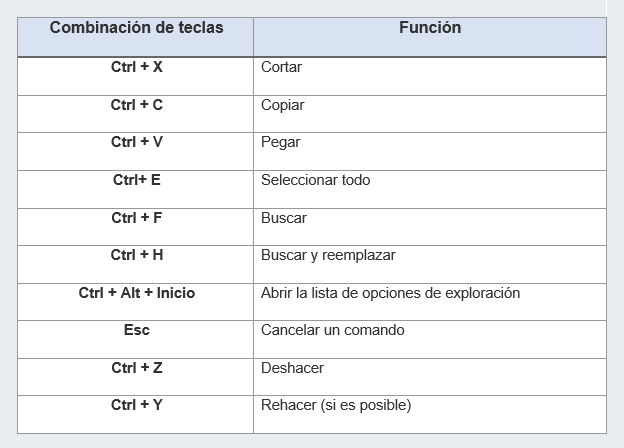 Combinación de teclas Función
Ctrl + X Cortar
Ctrl + C Copiar
Ctrl + V Pegar
Ctrl+ E Seleccionar todo
Ctrl + F Buscar
Ctrl + H Buscar y reemplazar
Ctrl + Alt + Inicio Abrir la lista de opciones de exploración
Esc Cancelar un comando
Ctrl + Z Deshacer
Ctrl + Y Rehacer (si es posible)